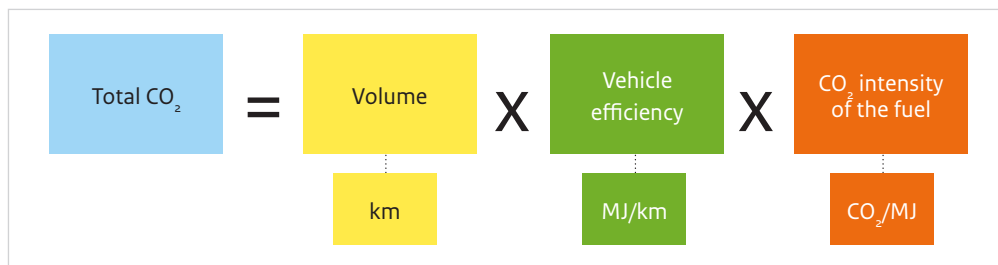 Total CO₂
=
Volume
X
Vehicle
efficiency
X
CO₂ intensity
of the fuel
km
MJ/km
CO₂/MJ